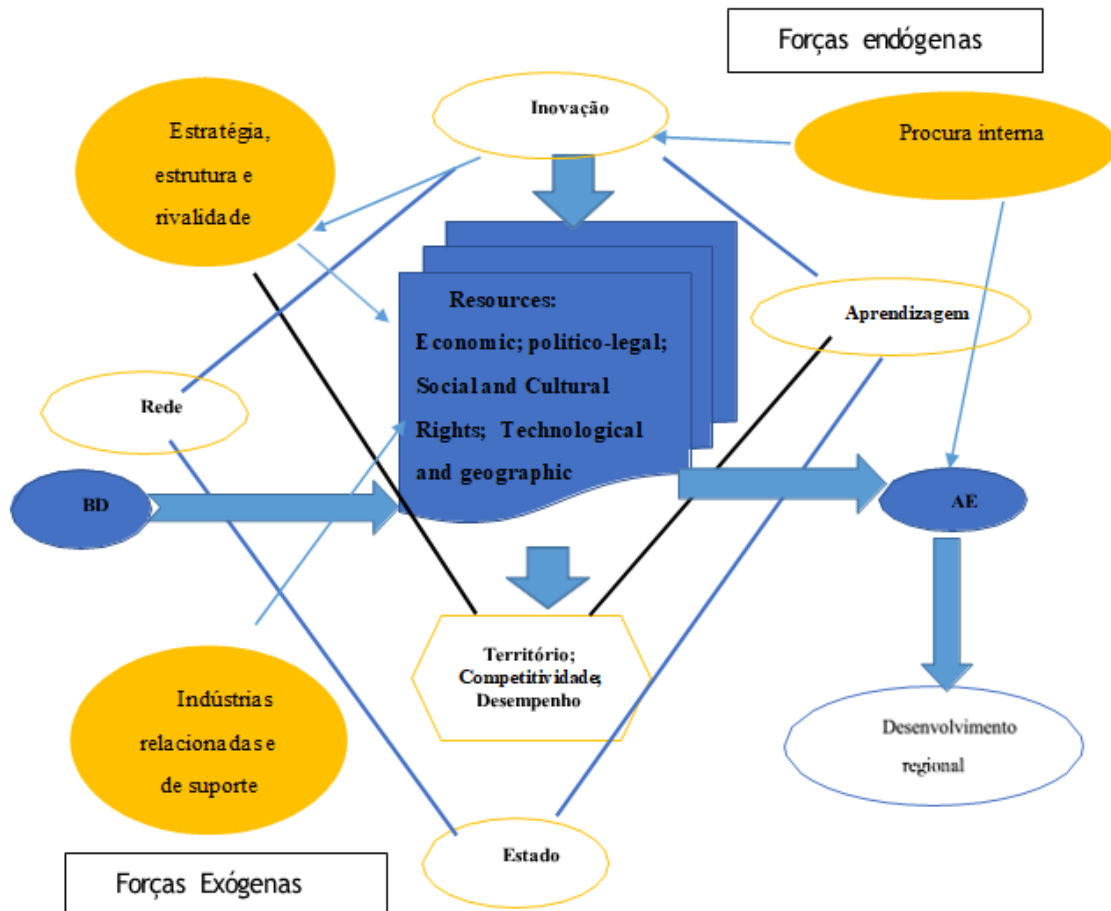 Forças endógenas
Estratégia,
estrutura e
rivalidade
Inovação
Procura interna
Resources:
Economic; politico-legal;
Social and Cultural
Rights; Technological
and geographic
Aprendizagem
Rede
BD
AE
Território;
Competitividade,
Desempenho
Indústrias
relacionadas e
de suporte
Desenvolvimento
regional
Estado
Forças Exógenas